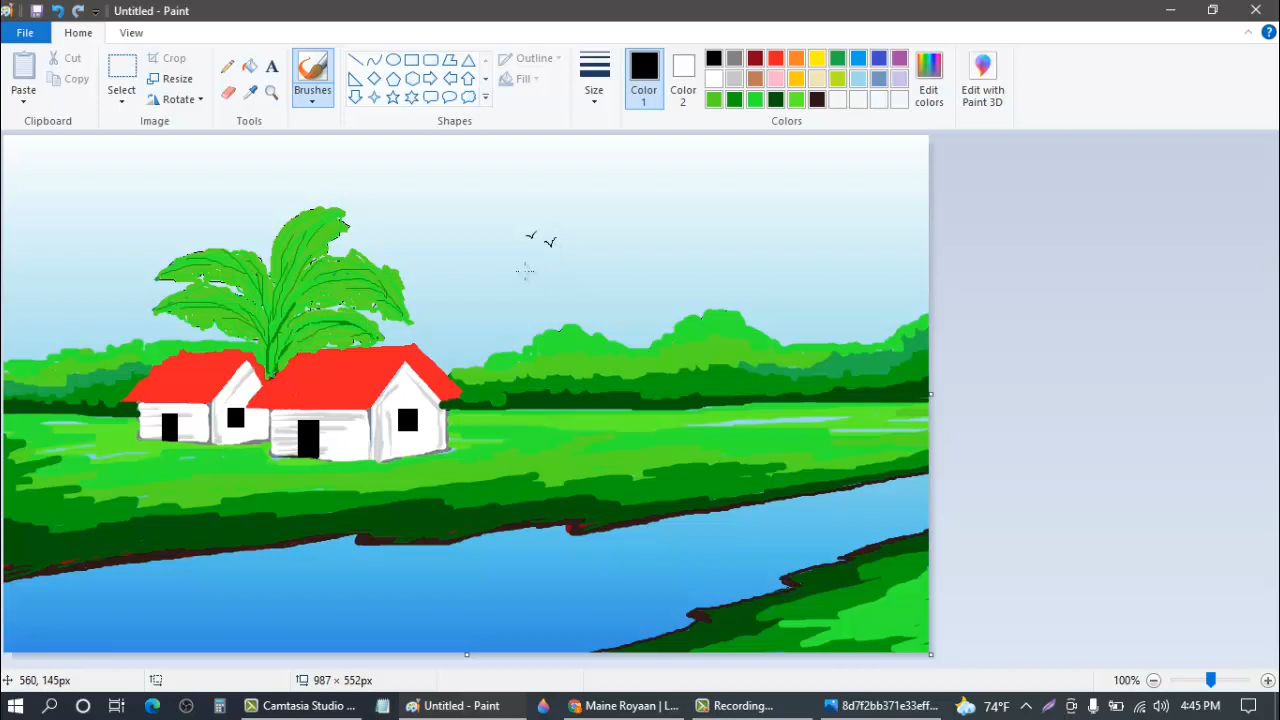 Untitled - Paint
File Home View
Paste
Cut
Copy
Clipboard
Select
Crop
Resize
Rotate
Image
A
Tools
Brushes
Outline
Fill
Shapes
Size
Color 1
Color 2
Edit colors
Colors
Edit with Paint 3D
560, 145px
987 × 552px
100%
Camtasia Studio ...
Untitled - Paint
Maine Royaan | L...
Recording...
8d7f2bb371e33eff...
74°F
4:45 PM